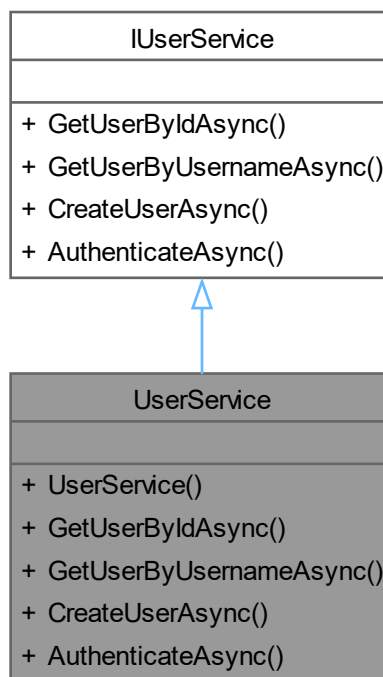 IUserService
+ GetUserByIdAsync()
+ GetUserByUsernameAsync()
+ CreateUserAsync()
+ AuthenticateAsync()
UserService
+ UserService()
+ GetUserByIdAsync()
+ GetUserByUsernameAsync()
+ CreateUserAsync()
+ AuthenticateAsync()